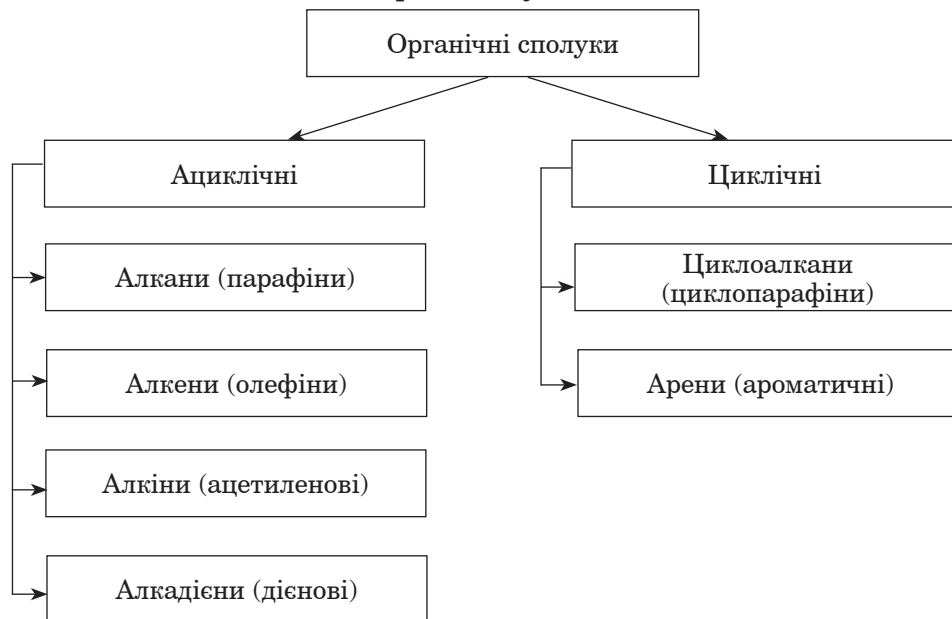 Органічні сполуки
Ациклічні
Алкани (парафіни)
Алкени (олефіни)
Алкіни (ацетиленові)
Алкадієни (дієнові)
Циклічні
Циклоалкани
(циклопарафіни)
Арени (ароматичні)